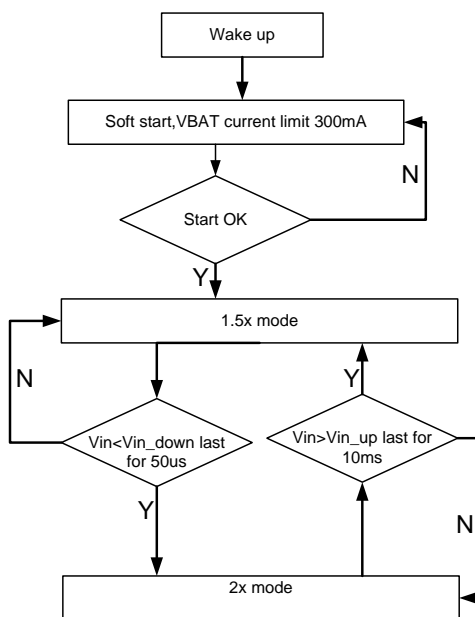 Wake up
Soft start,VBAT current limit 300mA
N
Start OK
Y
1.5x mode
N
Y
Vin<Vin_down last
for 50us
Vin>Vin_up last for
10ms
Y
N
2x mode